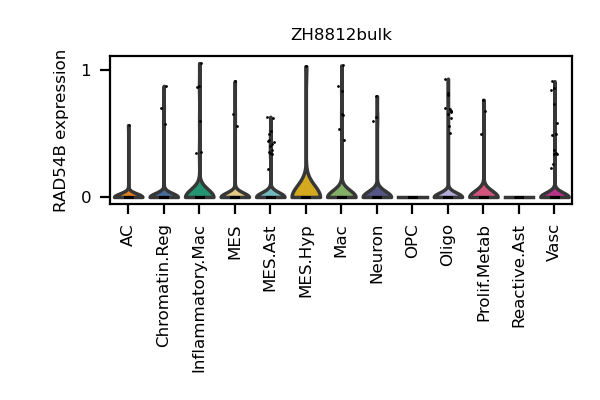 ZH8812bulk
RAD54B expression
1
0
AC
Chromatin.Reg
Inflammatory.Mac
MES
MES.Ast
MES.Hyp
Mac
Neuron
OPC
Oligo
Prolif.Metab
Reactive.Ast
Vasc